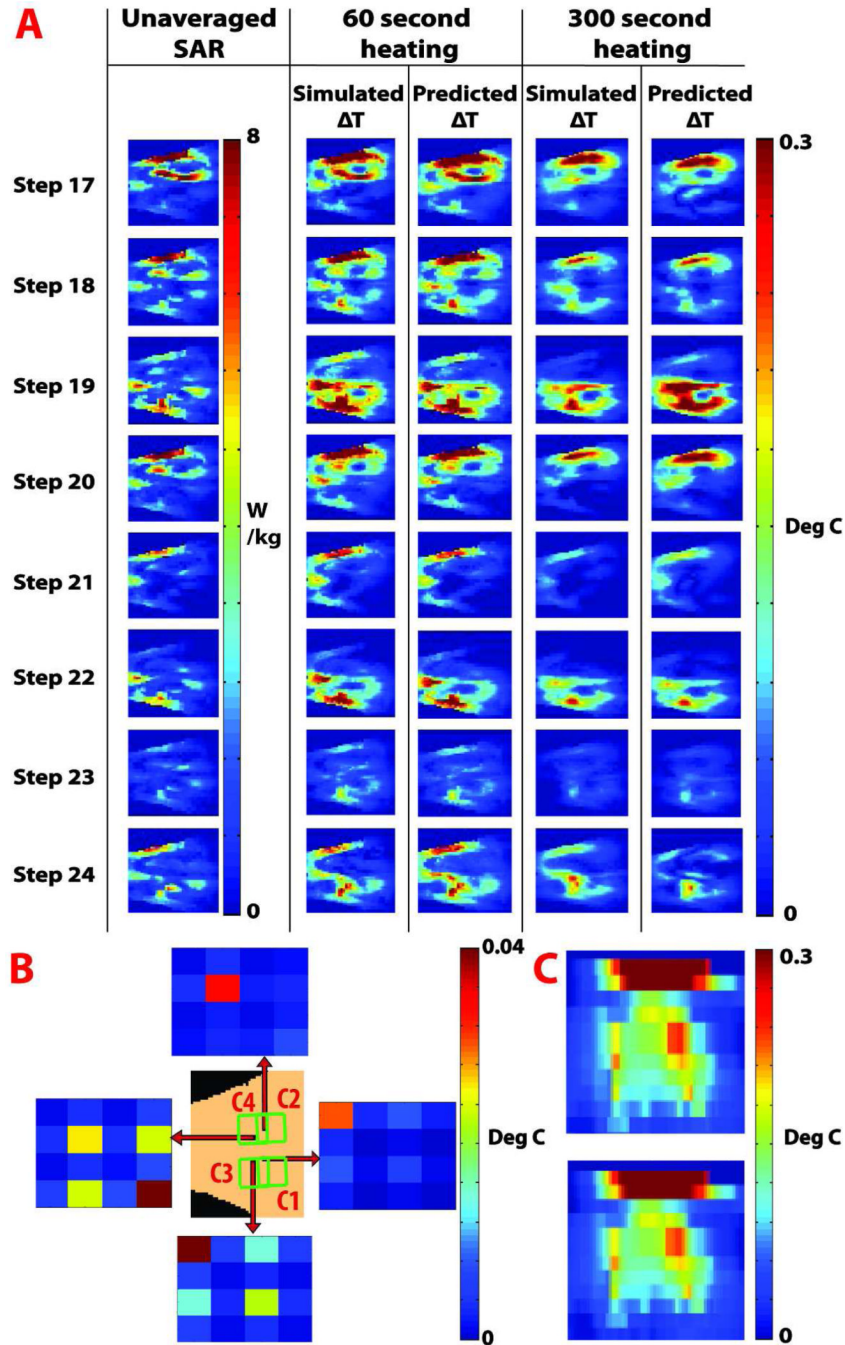 A
Unaveraged SAR
60 second heating
300 second heating
Simulated ΔT
Predicted ΔT
Simulated ΔT
Predicted ΔT
8
0.3
Step 17
Step 18
Step 19
Step 20
W /kg
Deg C
Step 21
Step 22
Step 23
Step 24
0
0
B
0.04
C
0.3
C4
C2
C3
C1
Deg C
Deg C
0
0